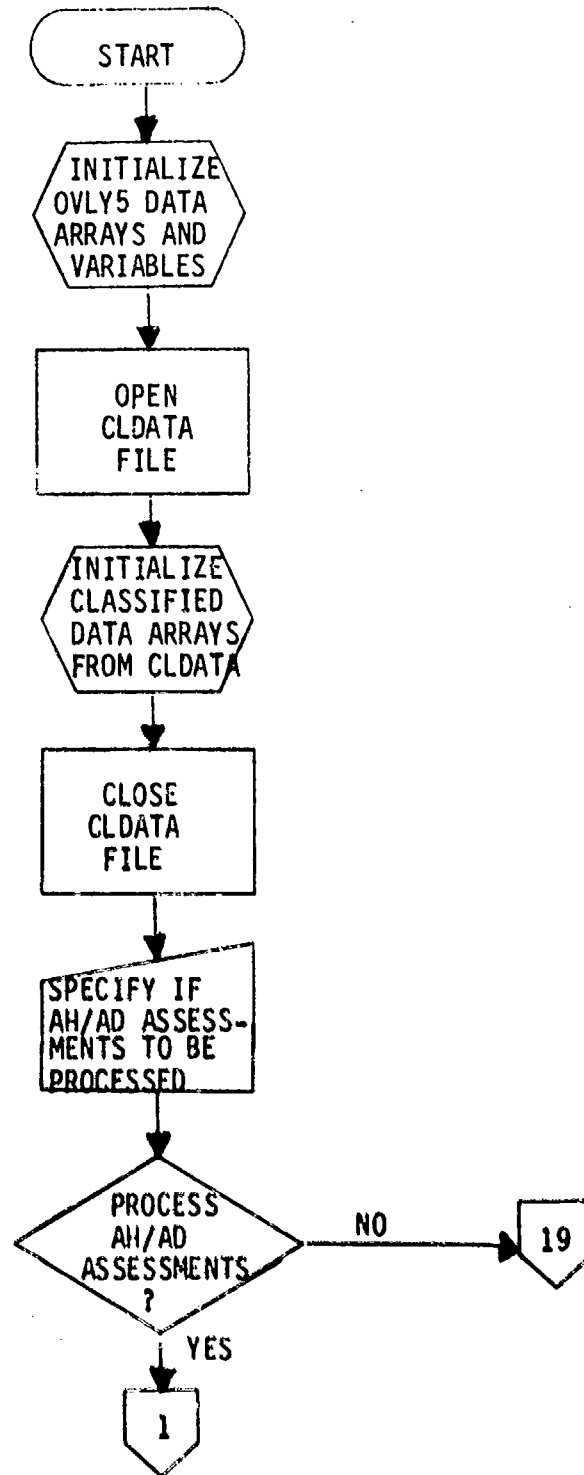 START
INITIALIZE
OVLY5 DATA
ARRAYS AND
VARIABLES
OPEN
CLDATA
FILE
INITIALIZE
CLASSIFIED
DATA ARRAYS
FROM CLDATA
CLOSE
CLDATA
FILE
SPECIFY IF
AH/AD ASSESS-
MENTS TO BE
PROCESSED
PROCESS
AH/AD
ASSESSMENTS
?
NO
19
YES
1